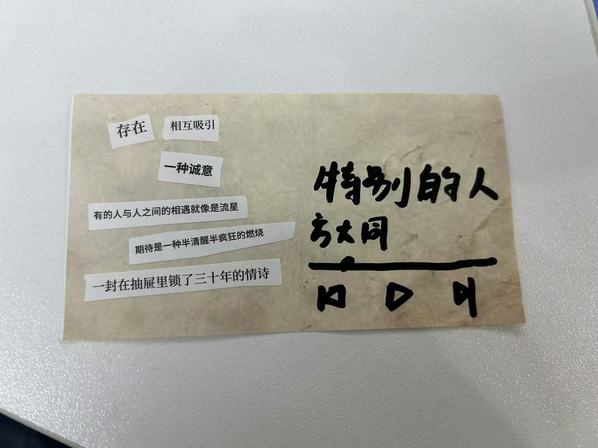 存在
相互吸引
一种诚意
有的人与人之间的相遇就像是流星
期待是一种半清醒半疯狂的燃烧
一封在抽屉里锁了三十年的情诗
特别的人
方大同